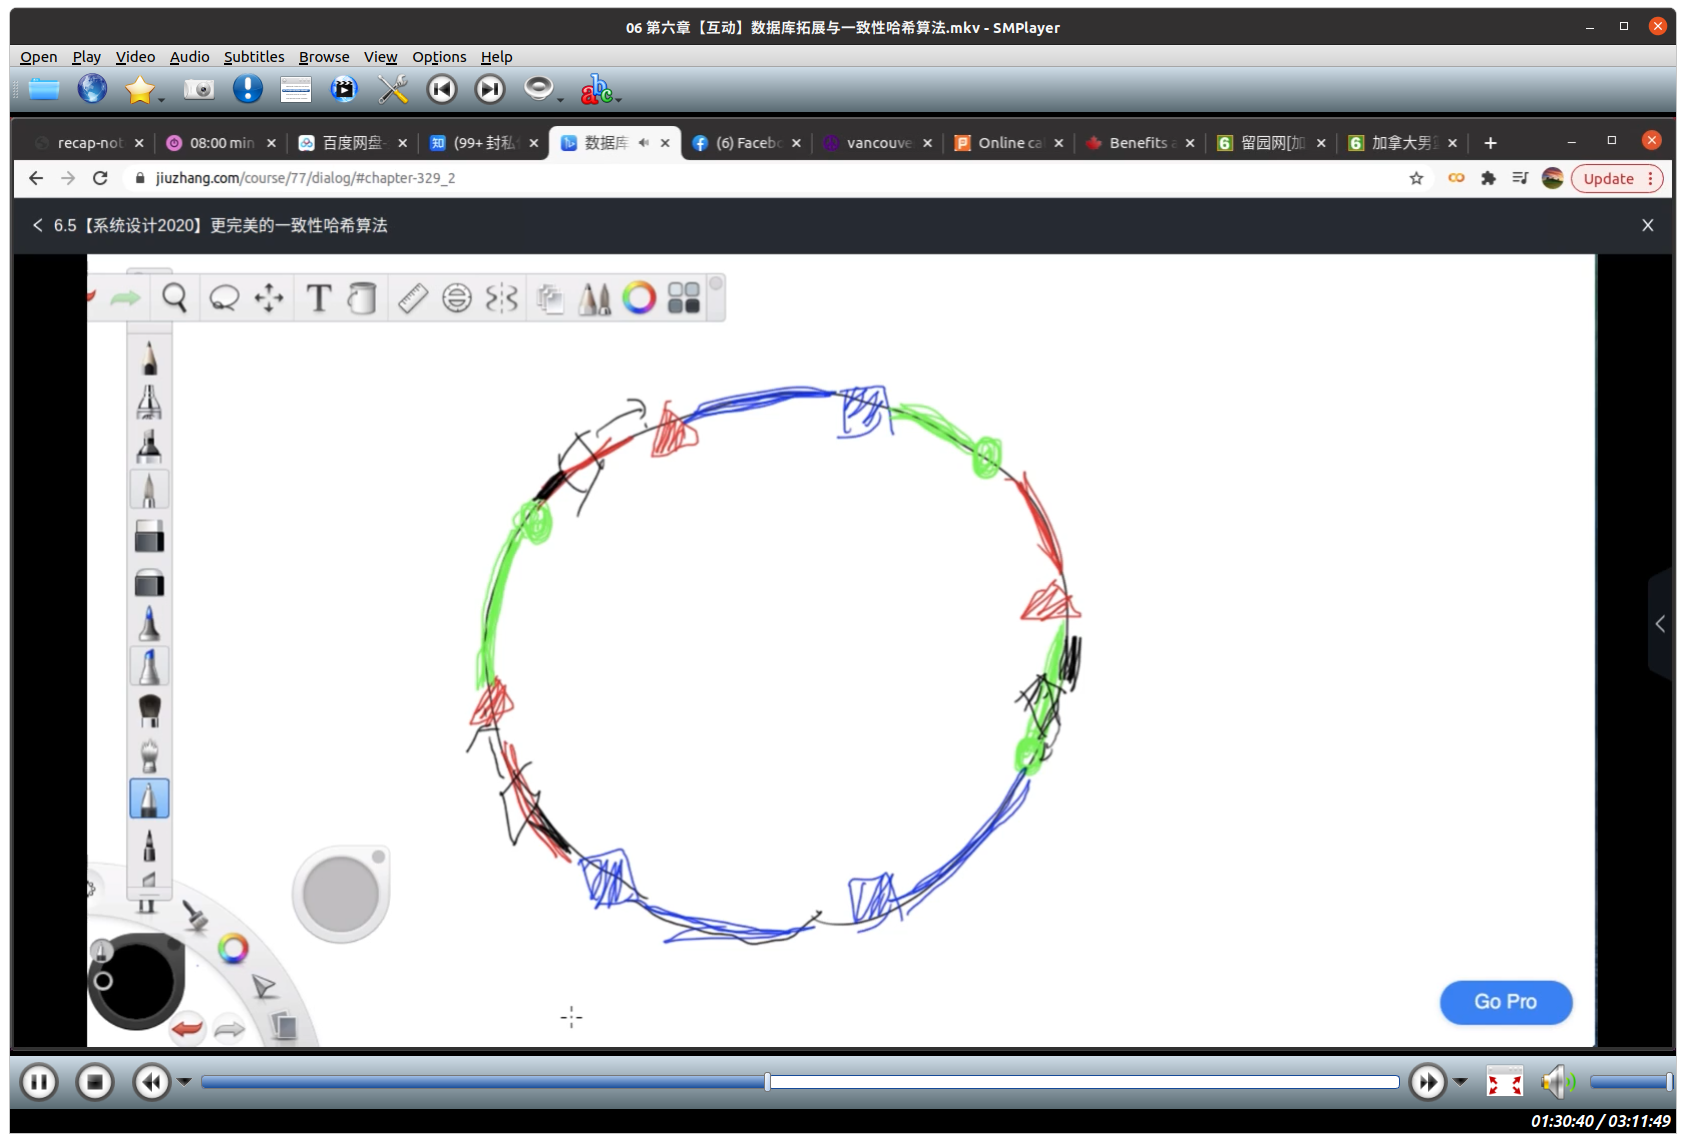 06 第六章【互动】数据库拓展与一致性哈希算法.mkv - SMPlayer
Open Play Video Audio Subtitles Browse View Options Help
abc
recap-not
08:00 min
百度网盘-
知 (99+ 封私
数据库
(6) Facebo
vancouve
Online ca
Benefits a
6 留园网[加
6 加拿大男
jiuzhang.com/course/77/dialog/#chapter-329_2
Update
6.5【系统设计2020】更完美的一致性哈希算法
T
Go Pro
01:30:40 / 03:11:49